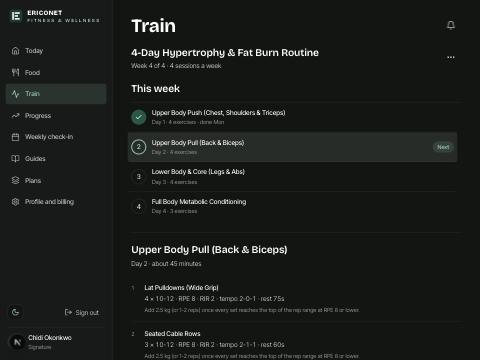 ERICONET
FITNESS & WELLNESS
Today
Food
Train
Progress
Weekly check-in
Guides
Plans
Profile and billing
Sign out
Chidi Okonkwo
Signature
Train
4-Day Hypertrophy & Fat Burn Routine
Week 4 of 4 · 4 sessions a week
This week
Upper Body Push (Chest, Shoulders & Triceps)
Day 1 · 4 exercises · done Mon
2
Upper Body Pull (Back & Biceps)
Day 2 · 4 exercises
Next
3
Lower Body & Core (Legs & Abs)
Day 3 · 4 exercises
4
Full Body Metabolic Conditioning
Day 4 · 3 exercises
Upper Body Pull (Back & Biceps)
Day 2 · about 45 minutes
1
Lat Pulldowns (Wide Grip)
4 × 10-12 · RPE 8 · RIR 2 · tempo 2-0-1 · rest 75s
Add 2.5 kg (or 1-2 reps) once every set reaches the top of the rep range at RPE 8 or lower.
2
Seated Cable Rows
3 × 10-12 · RPE 8 · RIR 2 · tempo 2-1-1 · rest 60s
Add 2.5 kg (or 1-2 reps) once every set reaches the top of the rep range at RPE 8 or lower.